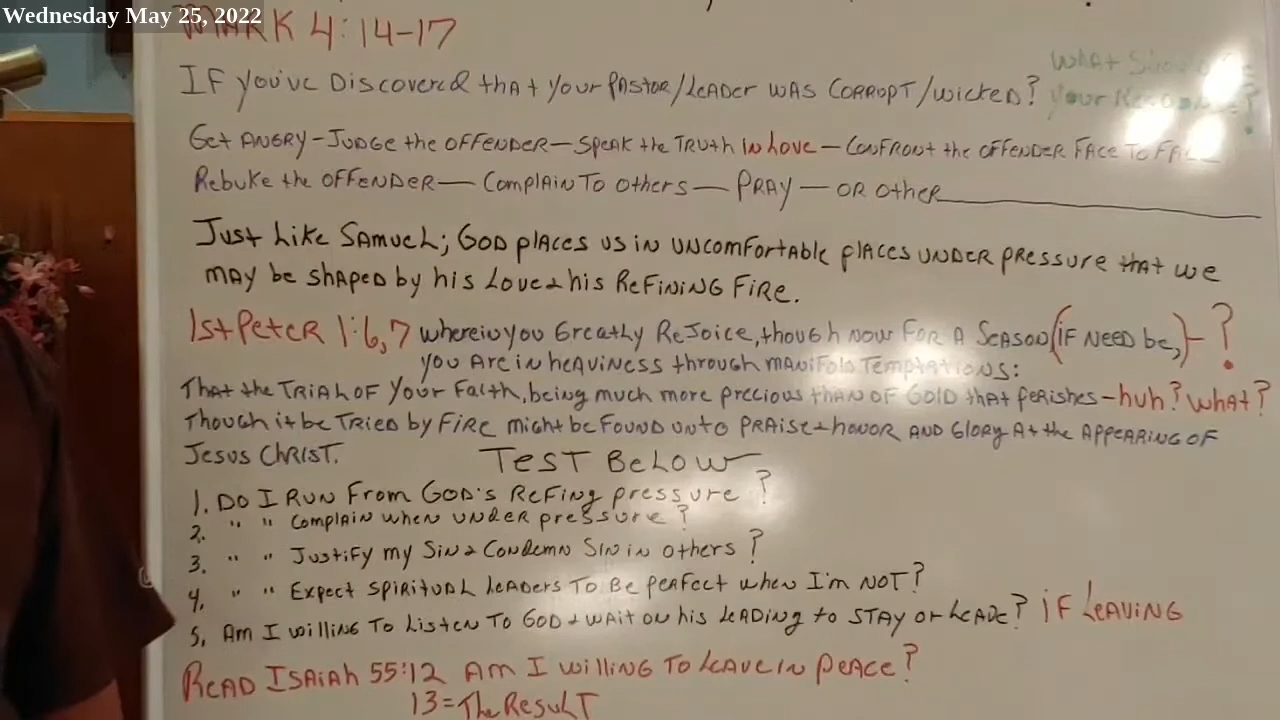 Wednesday May 25, 2022
MARK 4:14-17
IF you've Discovered that your Pastor/Leader was Corrupt/wicked? What Should
your Response?
Get ANGRY - Judge the OFFENDER - Speak the Truth In Love - Confront the OFFENDER FACE To FACE
Rebuke the OFFENDER - Complain To Others - PRAY - OR Other
Just Like Samuel; God places us in uncomfortable places under pressure that we
may be shaped by his Love & his Refining Fire.
1st Peter 1:6,7 wherein you Greatly Rejoice, though now For A Season (IF Need be,) - ?
you Are in heaviness through manifold Temptations:
That the Trial of Your Faith, being much more precious than of Gold that perishes - huh? what?
Though it be Tried by Fire might be Found unto Praise & honor AND Glory At the Appearing of
Jesus Christ. TEST BELOW
1. Do I Run From God's Refing pressure?
2. " " Complain when under pressure?
3. " " Justify my Sin & Condemn Sin in others?
4. " " Expect Spiritual Leaders To Be perfect when I'm NOT?
5. Am I willing To Listen To God & Wait on his Leading to STAY or Leave? IF Leaving
Read Isaiah 55:12 Am I willing To Leave In Peace?
13 = The Result